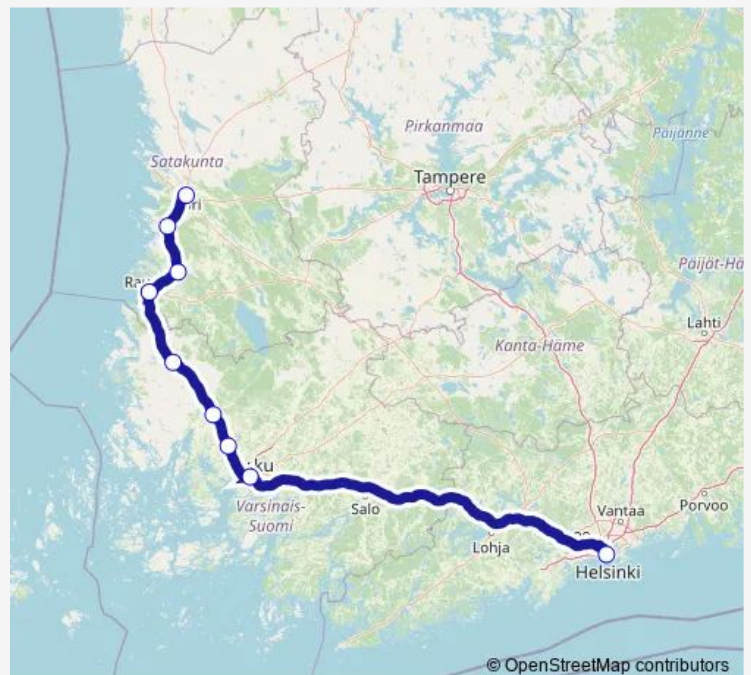 Pirkanmaa
Päijänne
Satakunta
Tampere
Päijät-Hä
Lahti
Kanta-Häme
Varsinais-
Suomi
Salo
Vantaa
Porvoo
Lohja
Helsinki
© OpenStreetMap contributors